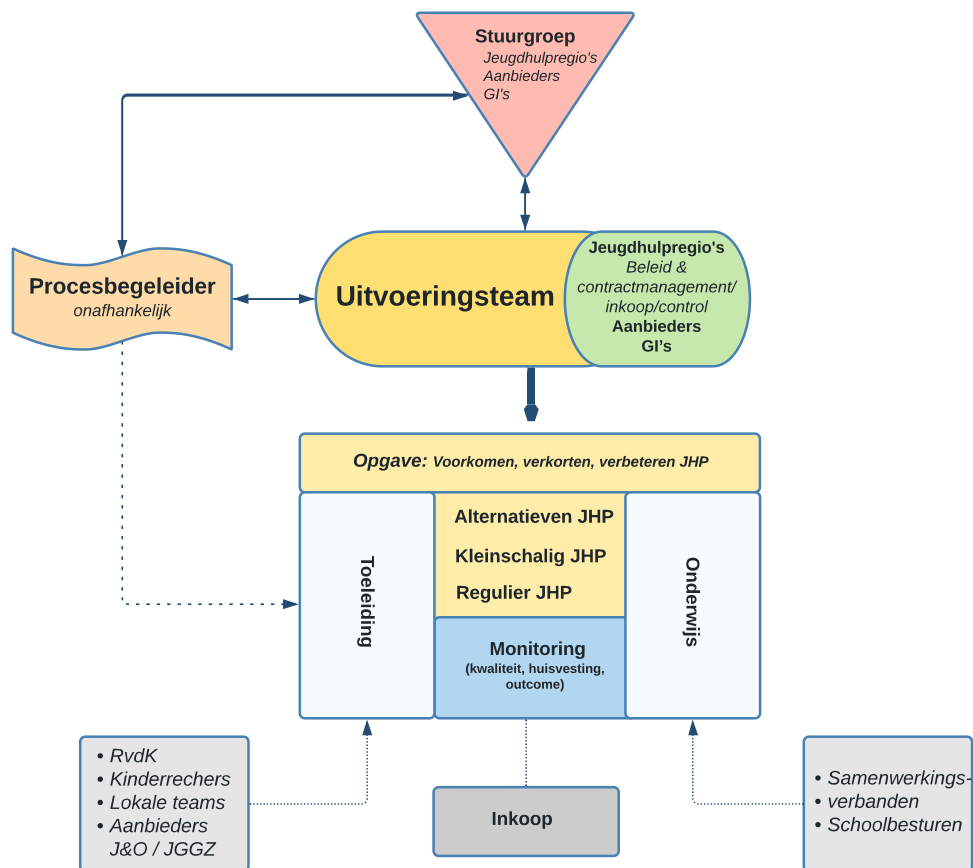 Stuurgroep
Jeugdhulpregio's
Aanbieders
GI's
Procesbegeleider
onafhankelijk
Uitvoeringsteam
Jeugdhulpregio's
Beleid &
contractmanagement/
inkoop/control
Aanbieders
GI's
Opgave: Voorkomen, verkorten, verbeteren JHP
Toeleiding
Alternatieven JHP
Kleinschalig JHP
Regulier JHP
Monitoring
(kwaliteit, huisvesting,
outcome)
Onderwijs
• RvdK
• Kinderrechers
• Lokale teams
• Aanbieders
J&O / JGGZ
Inkoop
• Samenwerkings-
• verbanden
• Schoolbesturen